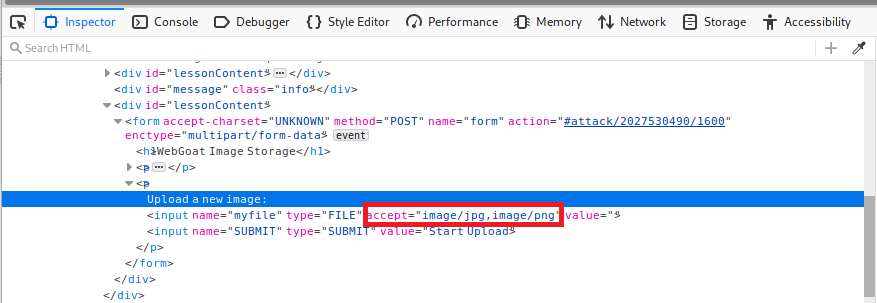 Inspector Console Debugger Style Editor Performance Memory Network Storage Accessibility
Search HTML
<div id="lessonContent"> </div>
<div id="message" class="info"></div>
<div id="lessonContent">
<form accept-charset="UNKNOWN" method="POST" name="form" action="#attack/2027530490/1600"
enctype="multipart/form-data"> event
<h1>WebGoat Image Storage</h1>
<p> </p>
<p>
Upload a new image:
<input name="myfile" type="FILE" accept="image/jpg,image/png" value="">
<input name="SUBMIT" type="SUBMIT" value="Start Upload">
</p>
</form>
</div>
</div>